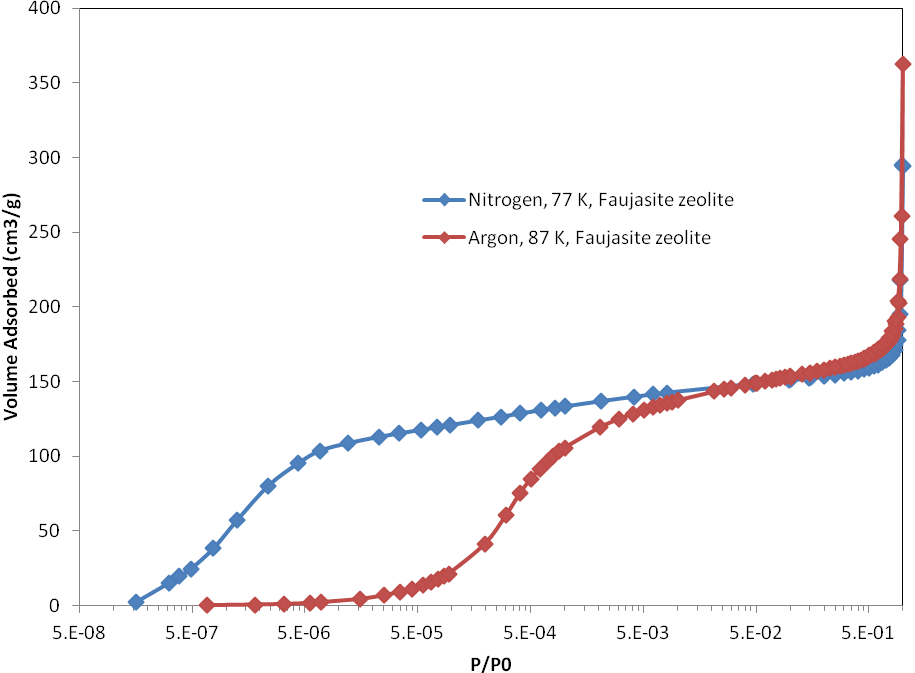 400
350
300
250
200
150
100
50
0
Volume Adsorbed (cm3/g)
Nitrogen, 77 K, Faujasite zeolite
Argon, 87 K, Faujasite zeolite
5.E-08 5.E-07 5.E-06 5.E-05 5.E-04 5.E-03 5.E-02 5.E-01
P/P0